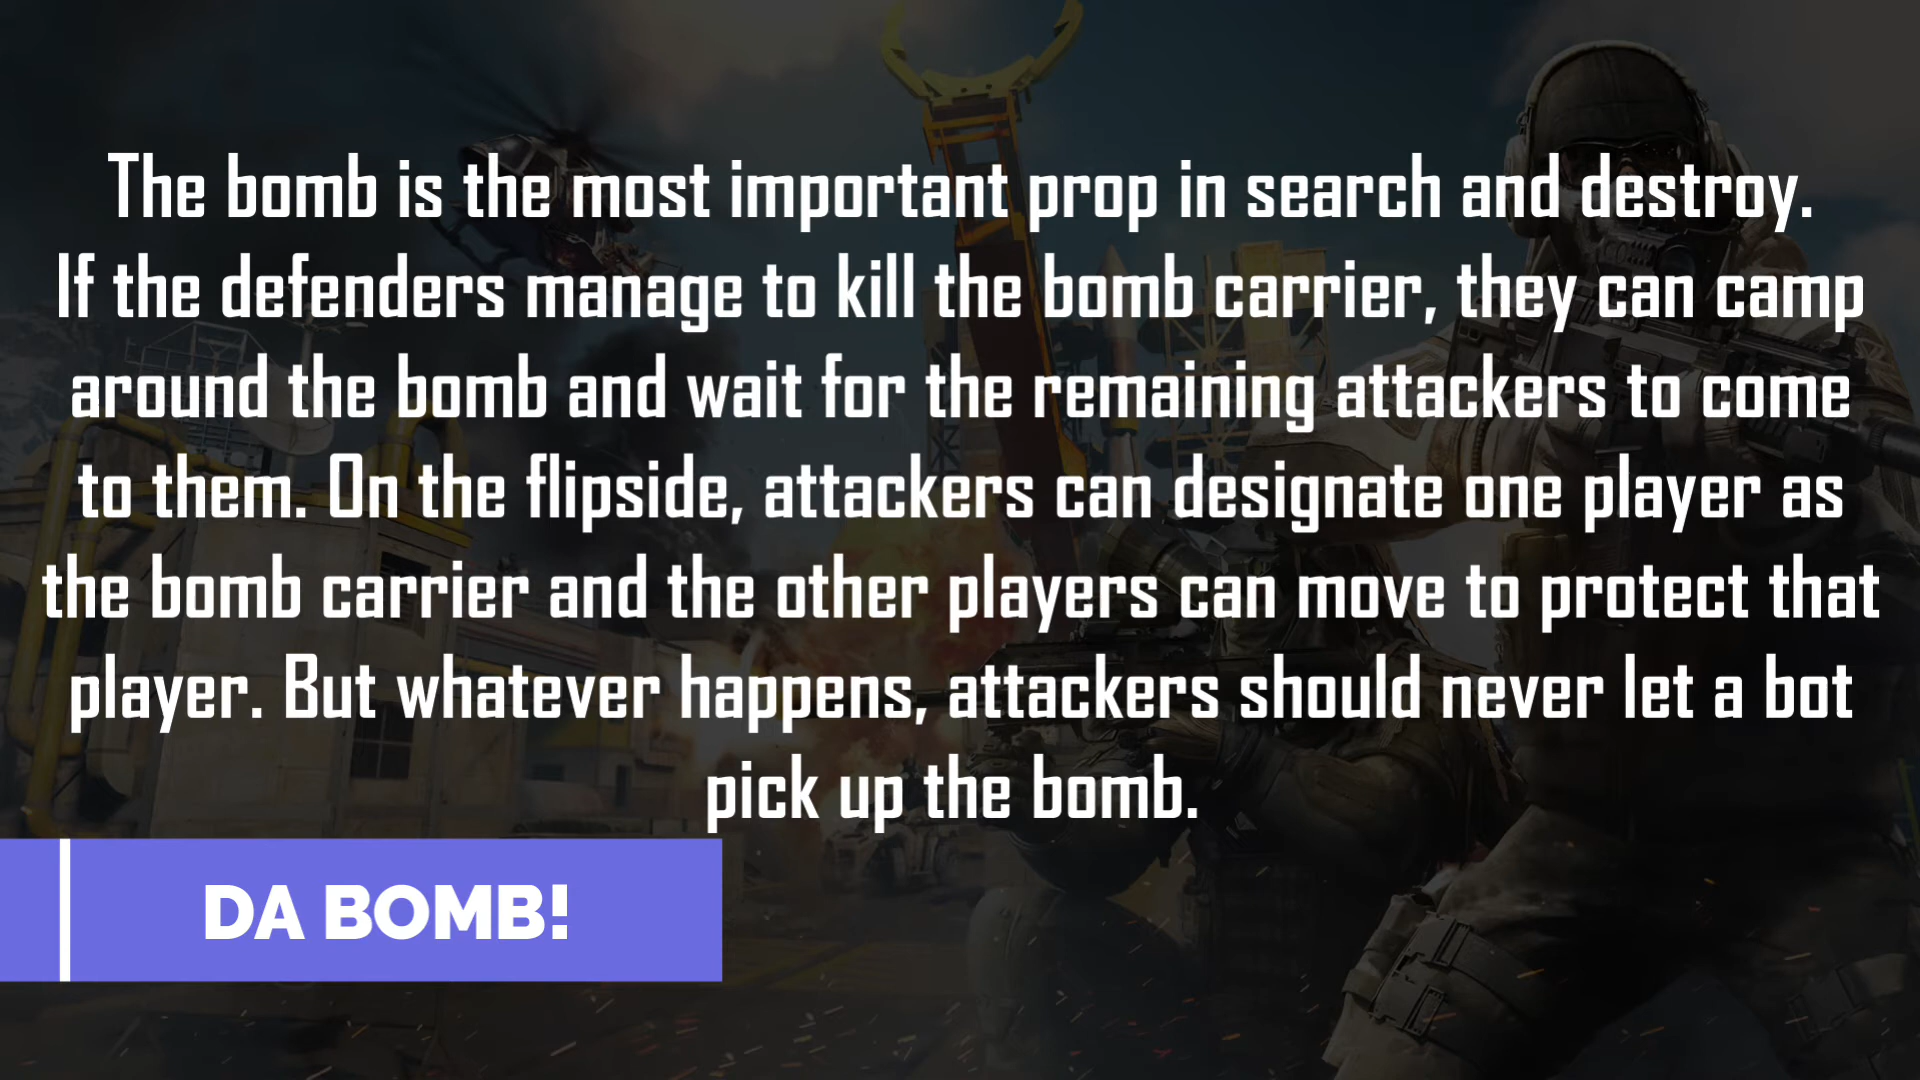 The bomb is the most important prop in search and destroy.
If the defenders manage to kill the bomb carrier, they can camp
around the bomb and wait for the remaining attackers to come
to them. On the flipside, attackers can designate one player as
the bomb carrier and the other players can move to protect that
player. But whatever happens, attackers should never let a bot
pick up the bomb.
DA BOMB!